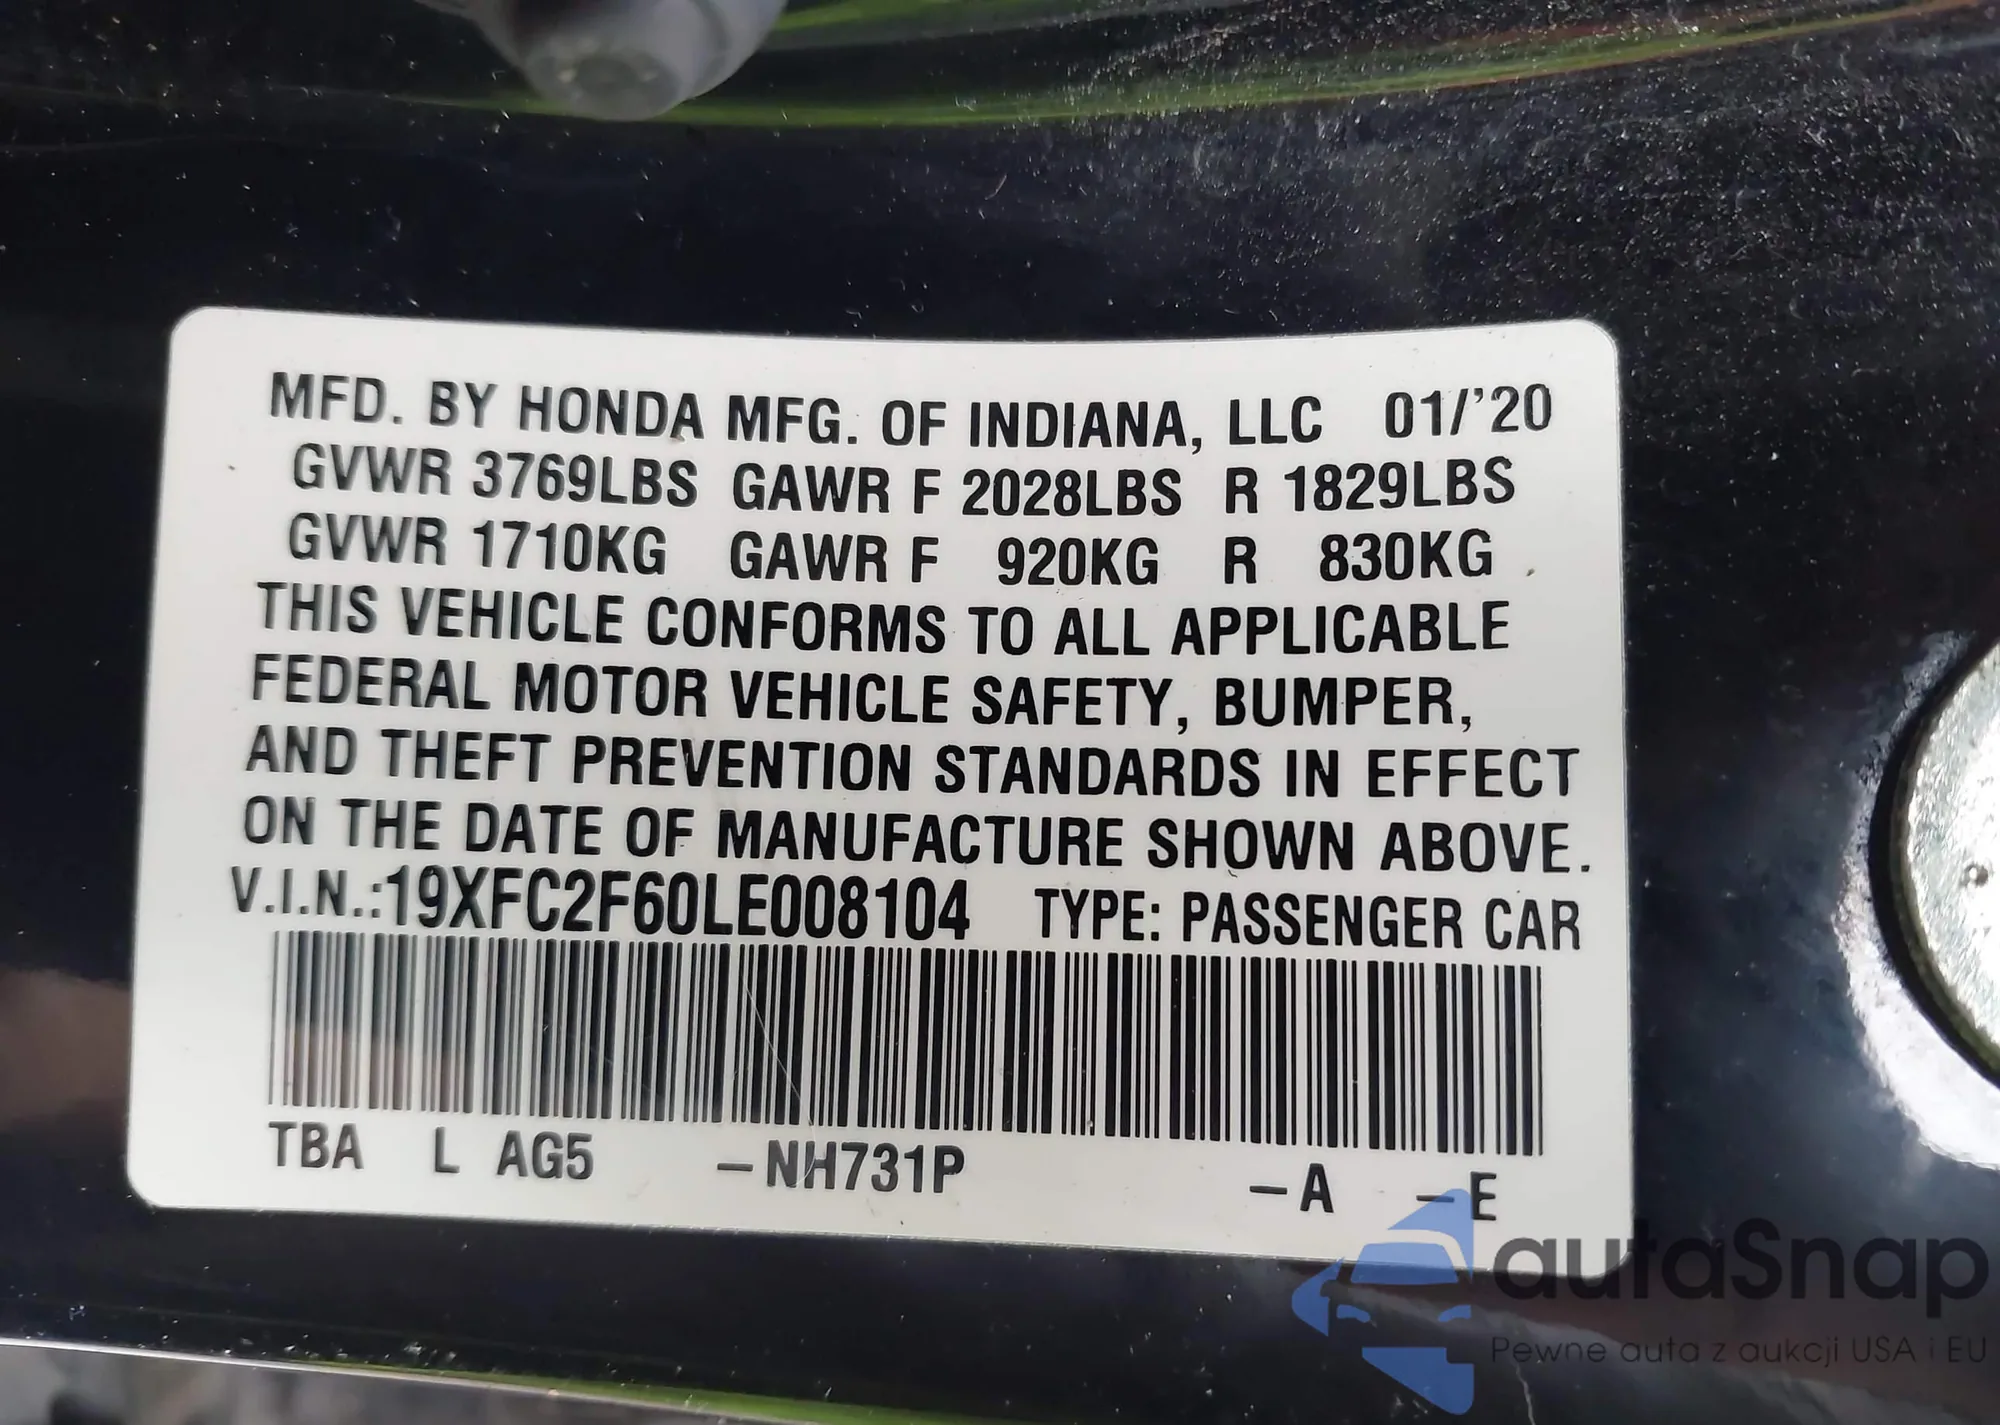 MFD. BY HONDA MFG. OF INDIANA, LLC 01/'20
GVWR 3769LBS GAWR F 2028LBS R 1829LBS
GVWR 1710KG GAWR F 920KG R 830KG
THIS VEHICLE CONFORMS TO ALL APPLICABLE
FEDERAL MOTOR VEHICLE SAFETY, BUMPER,
AND THEFT PREVENTION STANDARDS IN EFFECT
ON THE DATE OF MANUFACTURE SHOWN ABOVE.
V.I.N.:19XFC2F60LE008104 TYPE: PASSENGER CAR
TBA L AG5 –NH731P –A –E
autaSnap
Pewne auta z aukcji USA i EU